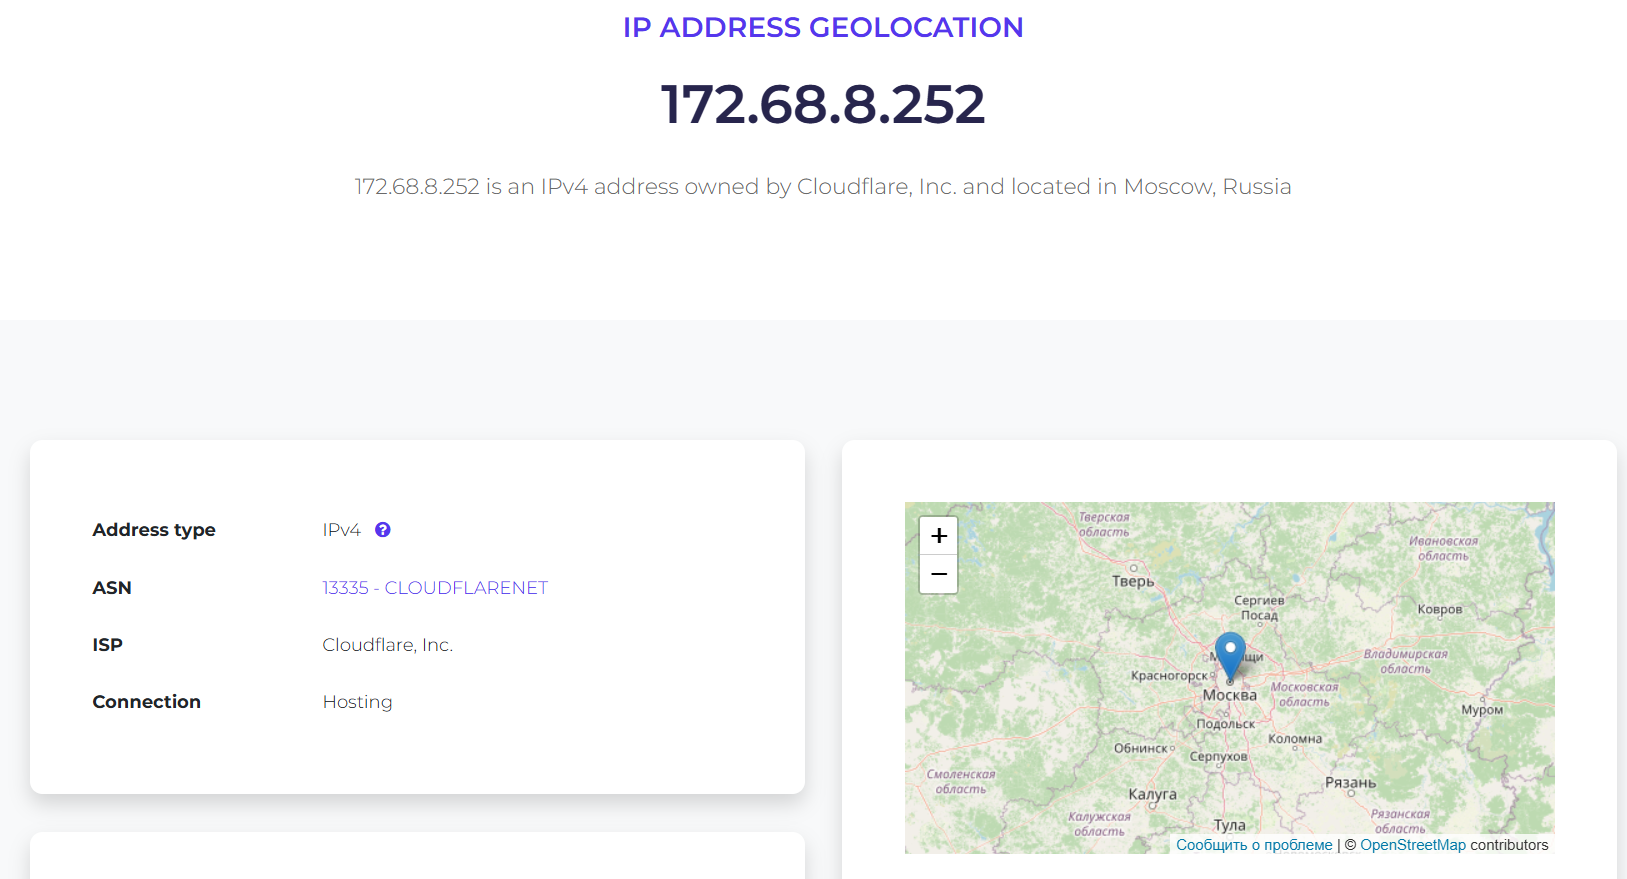 IP ADDRESS GEOLOCATION
172.68.8.252
172.68.8.252 is an IPv4 address owned by Cloudflare, Inc. and located in Moscow, Russia
Address type IPv4 ?
ASN 13335 - CLOUDFLARENET
ISP Cloudflare, Inc.
Connection Hosting
+
−
Тверская
область
Ивановская
область
Тверь
Сергиев
Посад
Ковров
Владимирская
область
Красногорск
Москва
Московская
область
Муром
Подольск
Коломна
Обнинск
Серпухов
Смоленская
область
Рязань
Калуга
Калужская
область
Рязанская
область
Тула
Сообщить о проблеме | © OpenStreetMap contributors